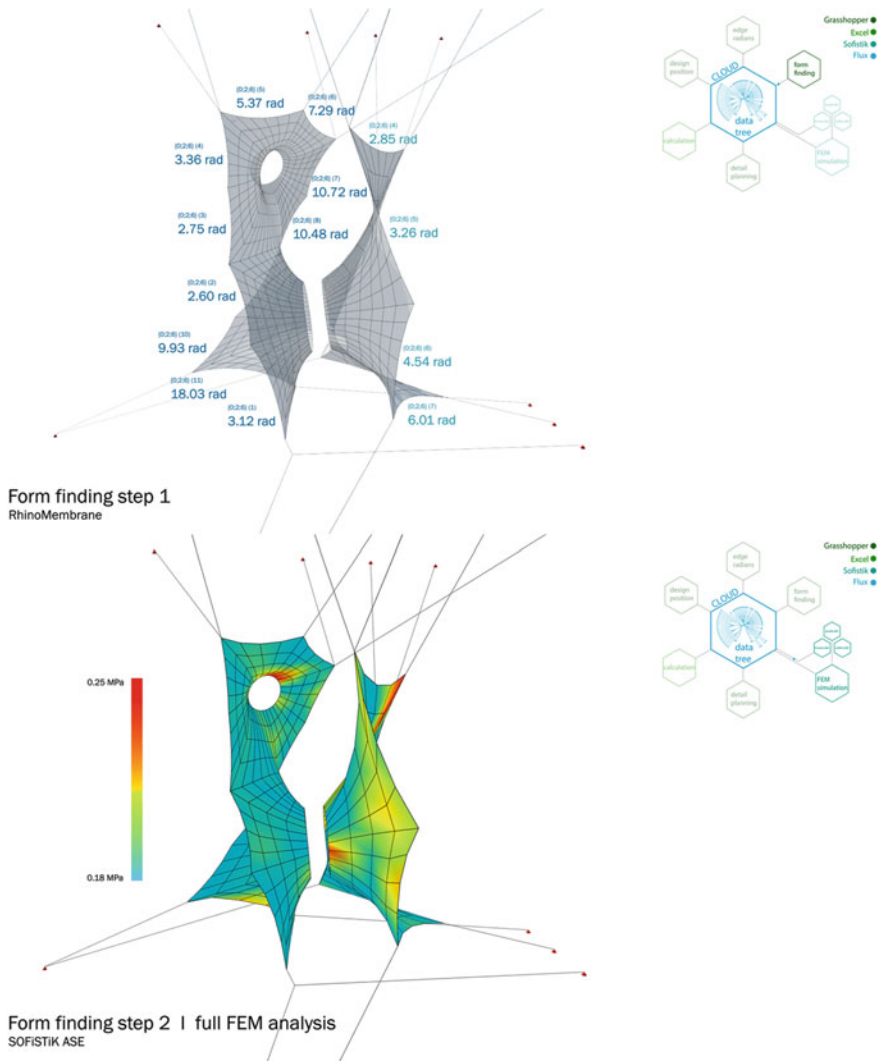 (0;2;6) (5)
5.37 rad
(0;2;6) (6)
7.29 rad
(0;2;6) (4)
2.85 rad
(0;2;6) (4)
3.36 rad
(0;2;6) (7)
10.72 rad
(0;2;6) (3)
2.75 rad
(0;2;6) (8)
10.48 rad
(0;2;6) (5)
3.26 rad
(0;2;6) (2)
2.60 rad
(0;2;6) (10)
9.93 rad
(0;2;6) (6)
4.54 rad
(0;2;6) (11)
18.03 rad
(0;2;6) (1)
3.12 rad
(0;2;6) (7)
6.01 rad
Grasshopper
Excel
Sofistik
Flux
edge
radians
design
position
form
finding
CLOUD
data
tree
calculation
FEM
simulation
detail
planning
Form finding step 1
RhinoMembrane
Grasshopper
Excel
Sofistik
Flux
edge
radians
design
position
form
finding
CLOUD
data
tree
calculation
FEM
simulation
detail
planning
0.25 MPa
0.18 MPa
Form finding step 2 I full FEM analysis
SOFiSTiK ASE